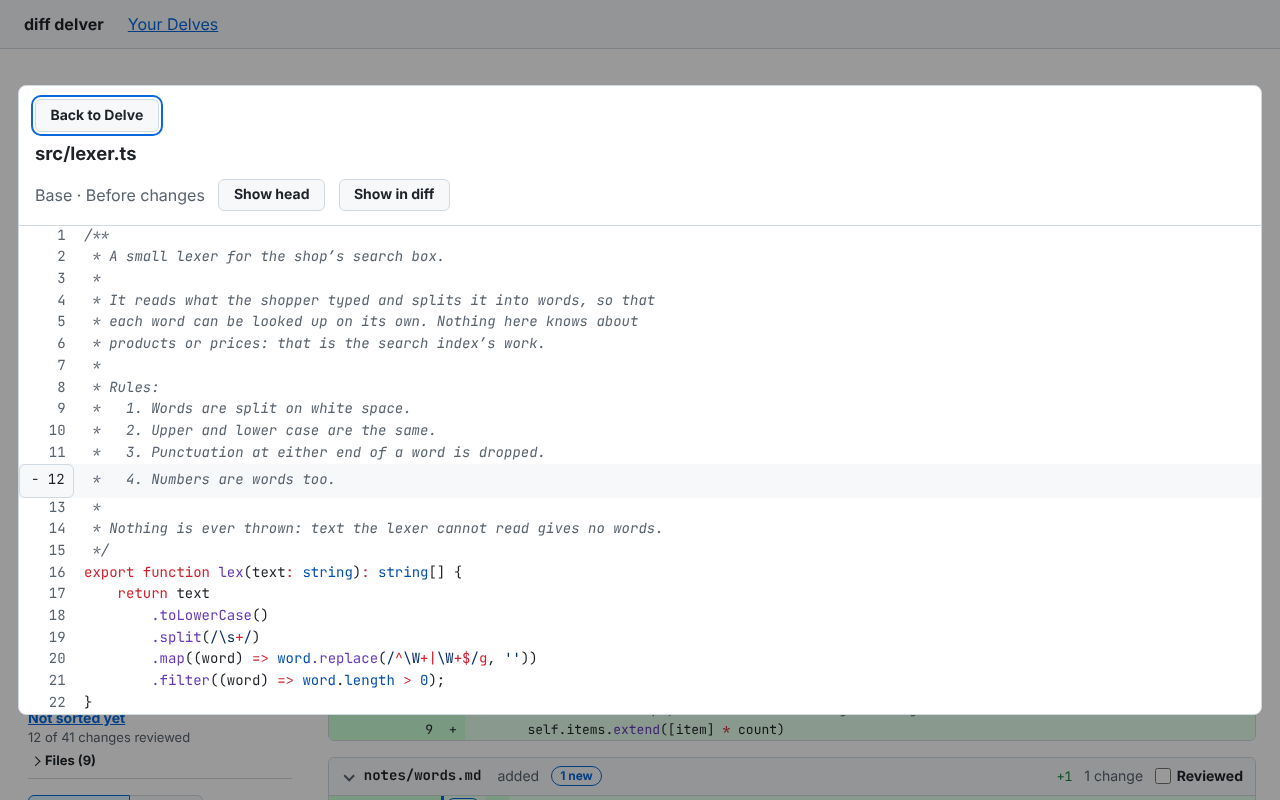 diff delver Your Delves
Back to Delve
src/lexer.ts
Base · Before changes Show head Show in diff
1 /**
2 * A small lexer for the shop’s search box.
3 *
4 * It reads what the shopper typed and splits it into words, so that
5 * each word can be looked up on its own. Nothing here knows about
6 * products or prices: that is the search index’s work.
7 *
8 * Rules:
9 *   1. Words are split on white space.
10 *   2. Upper and lower case are the same.
11 *   3. Punctuation at either end of a word is dropped.
- 12 *   4. Numbers are words too.
13 *
14 * Nothing is ever thrown: text the lexer cannot read gives no words.
15 */
16 export function lex(text: string): string[] {
17     return text
18         .toLowerCase()
19         .split(/\s+/)
20         .map((word) => word.replace(/^\W+|\W+$/g, ''))
21         .filter((word) => word.length > 0);
22 }
Not sorted yet
12 of 41 changes reviewed
Files (9)
9 + self.items.extend([item] * count)
notes/words.md added 1 new +1 1 change Reviewed